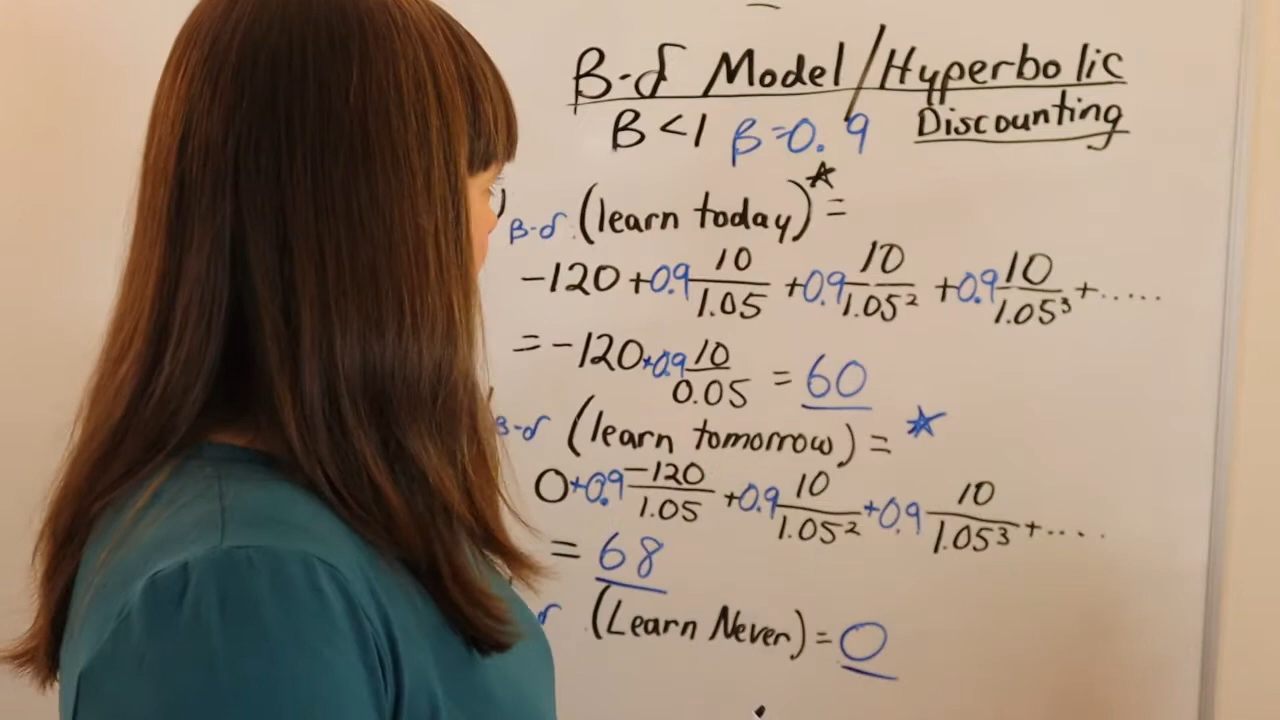 β-δ Model/Hyperbolic
Discounting
β<1 β=0.9
β-δ (learn today)* =
-120 + 0.9 10/1.05 + 0.9 10/1.05² + 0.9 10/1.05³ + .....
= -120 + 0.9 10/0.05 = 60
β-δ (learn tomorrow) = *
0 + 0.9 -120/1.05 + 0.9 10/1.05² + 0.9 10/1.05³ + ....
= 68
δ (Learn Never) = 0